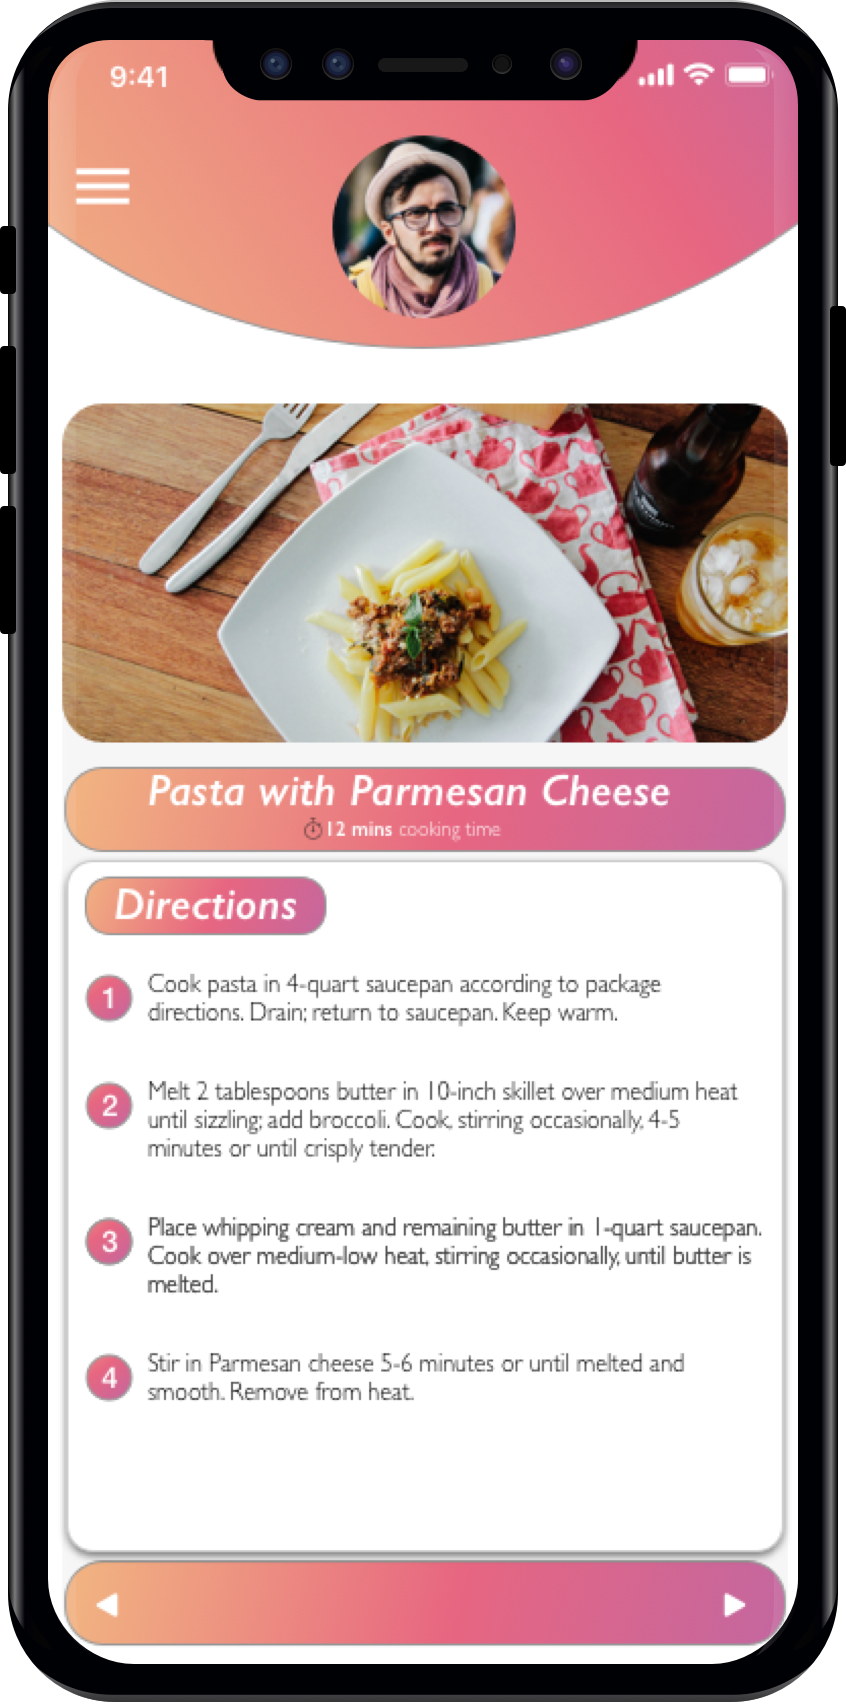 9:41
Pasta with Parmesan Cheese
12 mins cooking time
Directions
1 Cook pasta in 4-quart saucepan according to package
directions. Drain; return to saucepan. Keep warm.
2 Melt 2 tablespoons butter in 10-inch skillet over medium heat
until sizzling; add broccoli. Cook, stirring occasionally, 4-5
minutes or until crisply tender.
3 Place whipping cream and remaining butter in 1-quart saucepan.
Cook over medium-low heat, stirring occasionally, until butter is
melted.
4 Stir in Parmesan cheese 5-6 minutes or until melted and
smooth. Remove from heat.